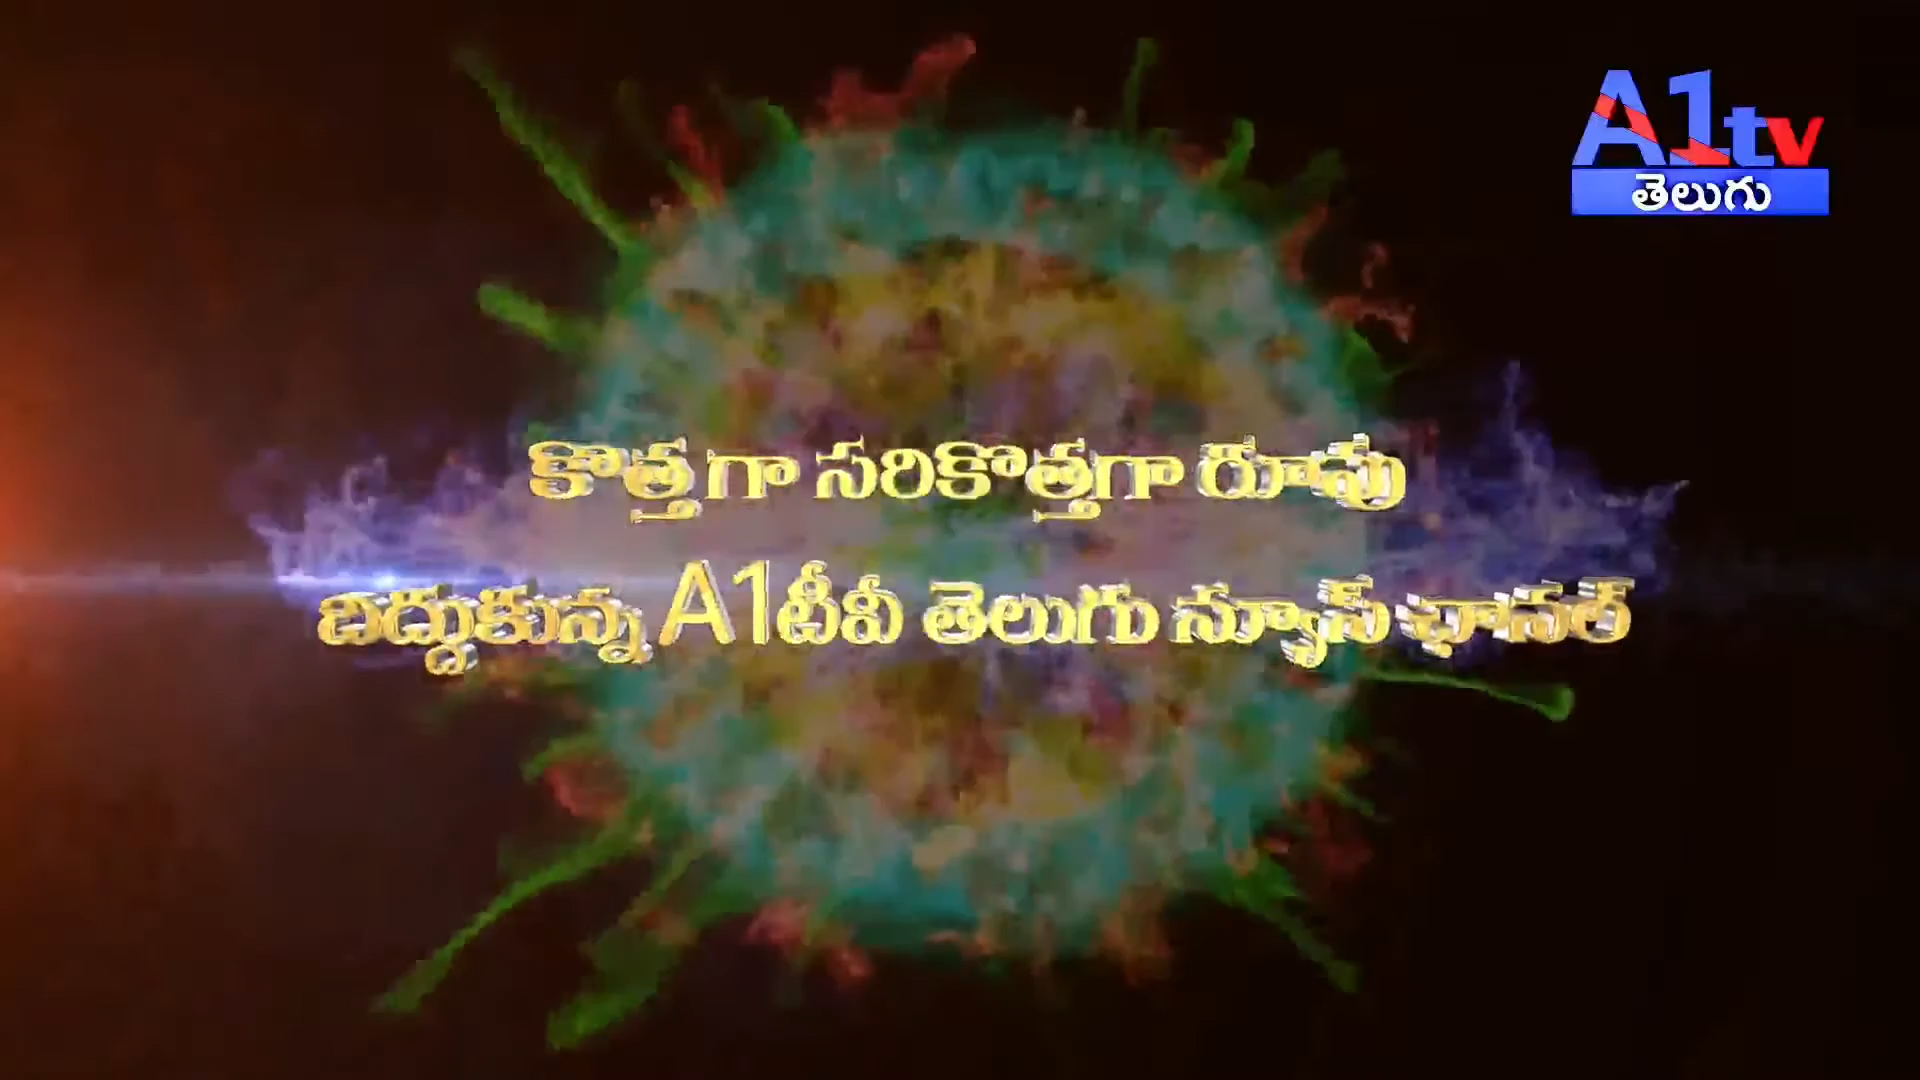 A1tv
తెలుగు
కొత్తగా సరికొత్తగా రూపు
దిద్దుకున్న A1టీవీ తెలుగు న్యూస్ ఛానల్